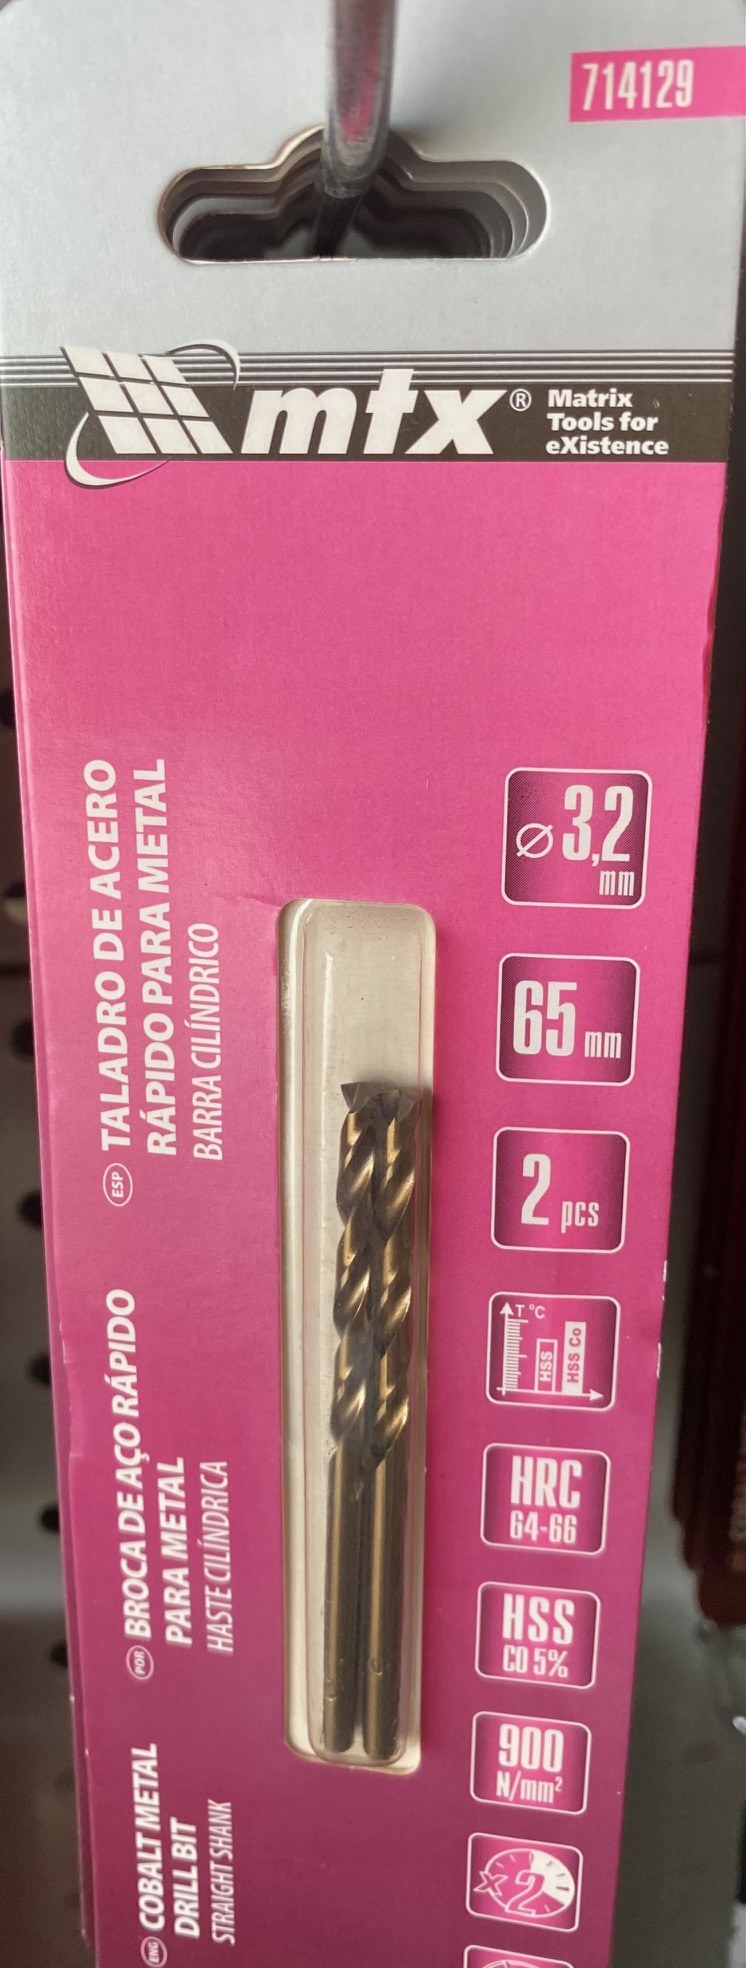 714129
mtx®
Matrix
Tools for
eXistence
ESP
TALADRO DE ACERO
RÁPIDO PARA METAL
BARRA CILÍNDRICO
POR
BROCA DE AÇO RÁPIDO
PARA METAL
HASTE CILÍNDRICA
ENG
COBALT METAL
DRILL BIT
STRAIGHT SHANK
Ø 3,2
mm
65 mm
2 pcs
T °C
HSS
HSS Co
HRC
64-66
HSS
CO 5%
900
N/mm²
x2